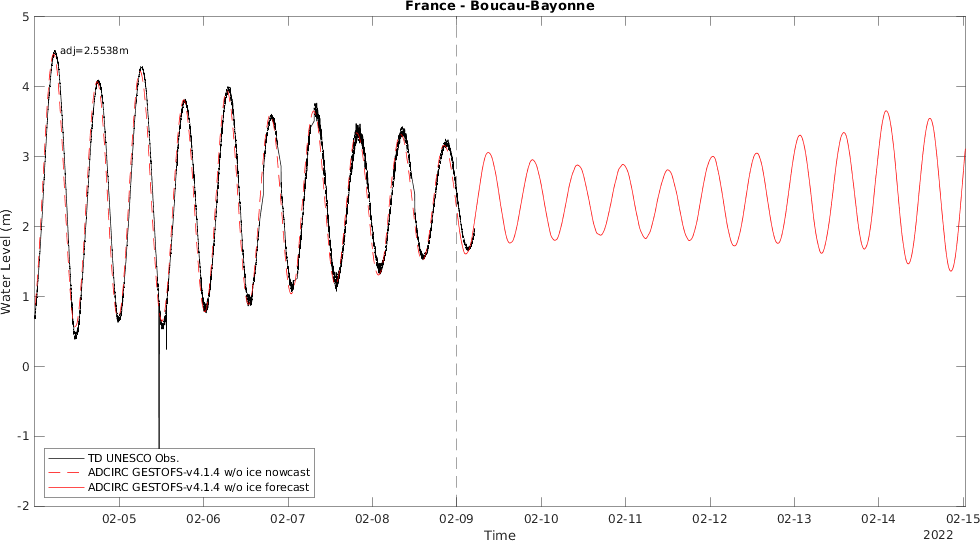 France - Boucau-Bayonne
adj=2.5538m
5
4
3
2
1
0
-1
-2
Water Level (m)
TD UNESCO Obs.
ADCIRC GESTOFS-v4.1.4 w/o ice nowcast
ADCIRC GESTOFS-v4.1.4 w/o ice forecast
02-05 02-06 02-07 02-08 02-09 02-10 02-11 02-12 02-13 02-14 02-15
Time
2022